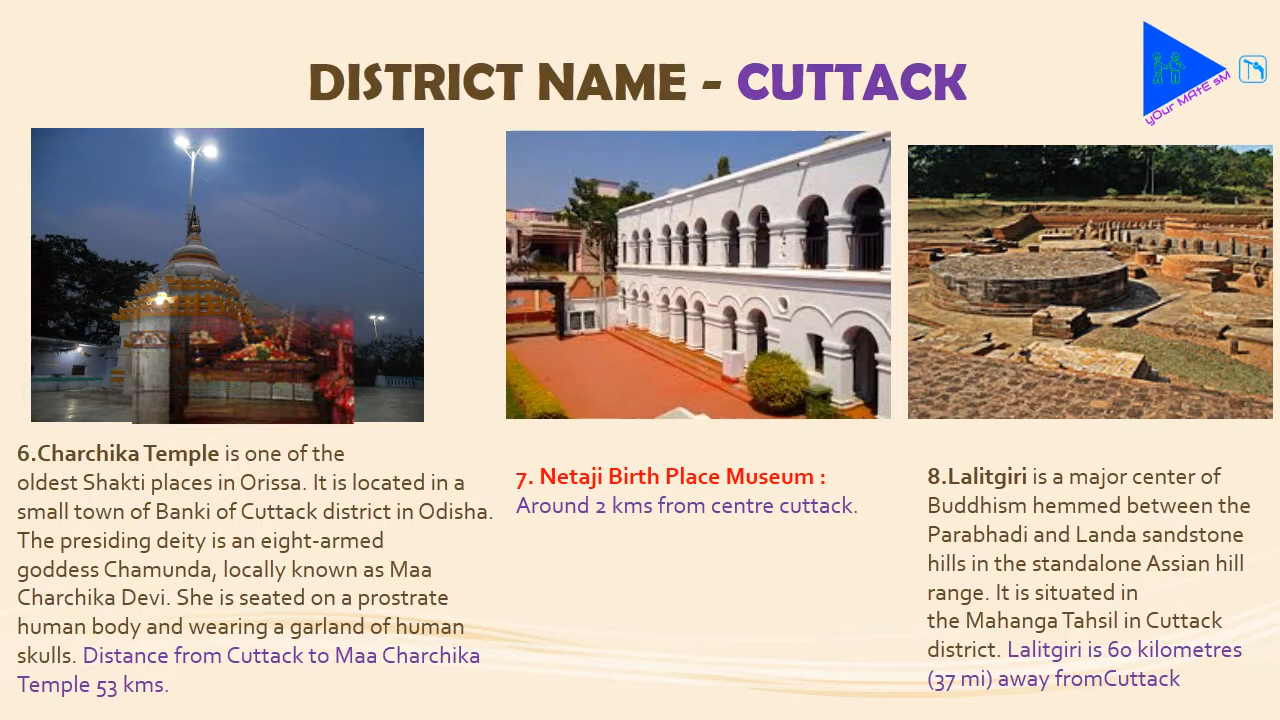 DISTRICT NAME - CUTTACK
yOur MAtE sM
6.Charchika Temple is one of the
oldest Shakti places in Orissa. It is located in a
small town of Banki of Cuttack district in Odisha.
The presiding deity is an eight-armed
goddess Chamunda, locally known as Maa
Charchika Devi. She is seated on a prostrate
human body and wearing a garland of human
skulls. Distance from Cuttack to Maa Charchika
Temple 53 kms.
7. Netaji Birth Place Museum :
Around 2 kms from centre cuttack.
8.Lalitgiri is a major center of
Buddhism hemmed between the
Parabhadi and Landa sandstone
hills in the standalone Assian hill
range. It is situated in
the Mahanga Tahsil in Cuttack
district. Lalitgiri is 60 kilometres
(37 mi) away fromCuttack